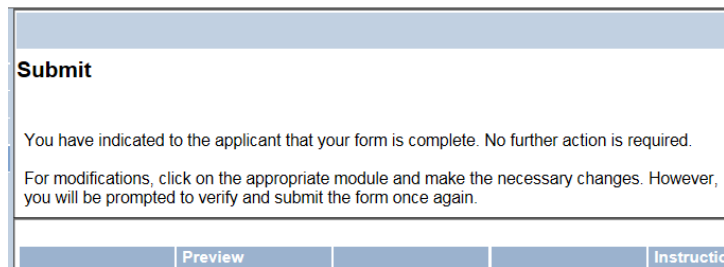 Submit
You have indicated to the applicant that your form is complete. No further action is required.
For modifications, click on the appropriate module and make the necessary changes. However,
you will be prompted to verify and submit the form once again.
Preview